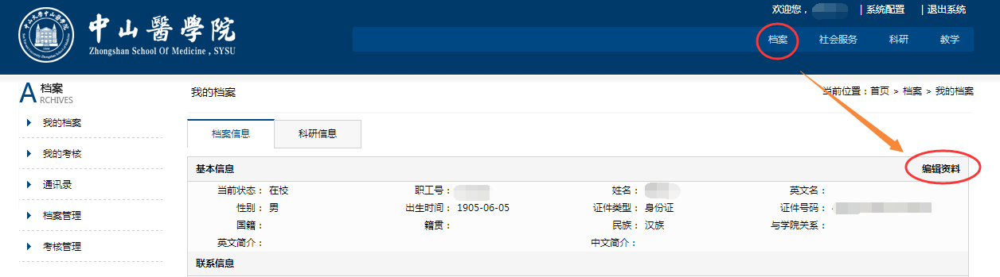 欢迎您， | 系统配置 | 退出系统
中山醫學院
Zhongshan School Of Medicine , SYSU
档案 社会服务 科研 教学
A 档案
RCHIVES
我的档案
当前位置：首页 > 档案 > 我的档案
我的档案
我的考核
通讯录
档案管理
考核管理
档案信息 科研信息
基本信息 编辑资料
当前状态： 在校 职工号： 姓名： 英文名：
性别： 男 出生时间： 1905-06-05 证件类型： 身份证 证件号码：
国籍： 籍贯： 民族： 汉族 与学院关系：
英文简介： 中文简介：
联系信息